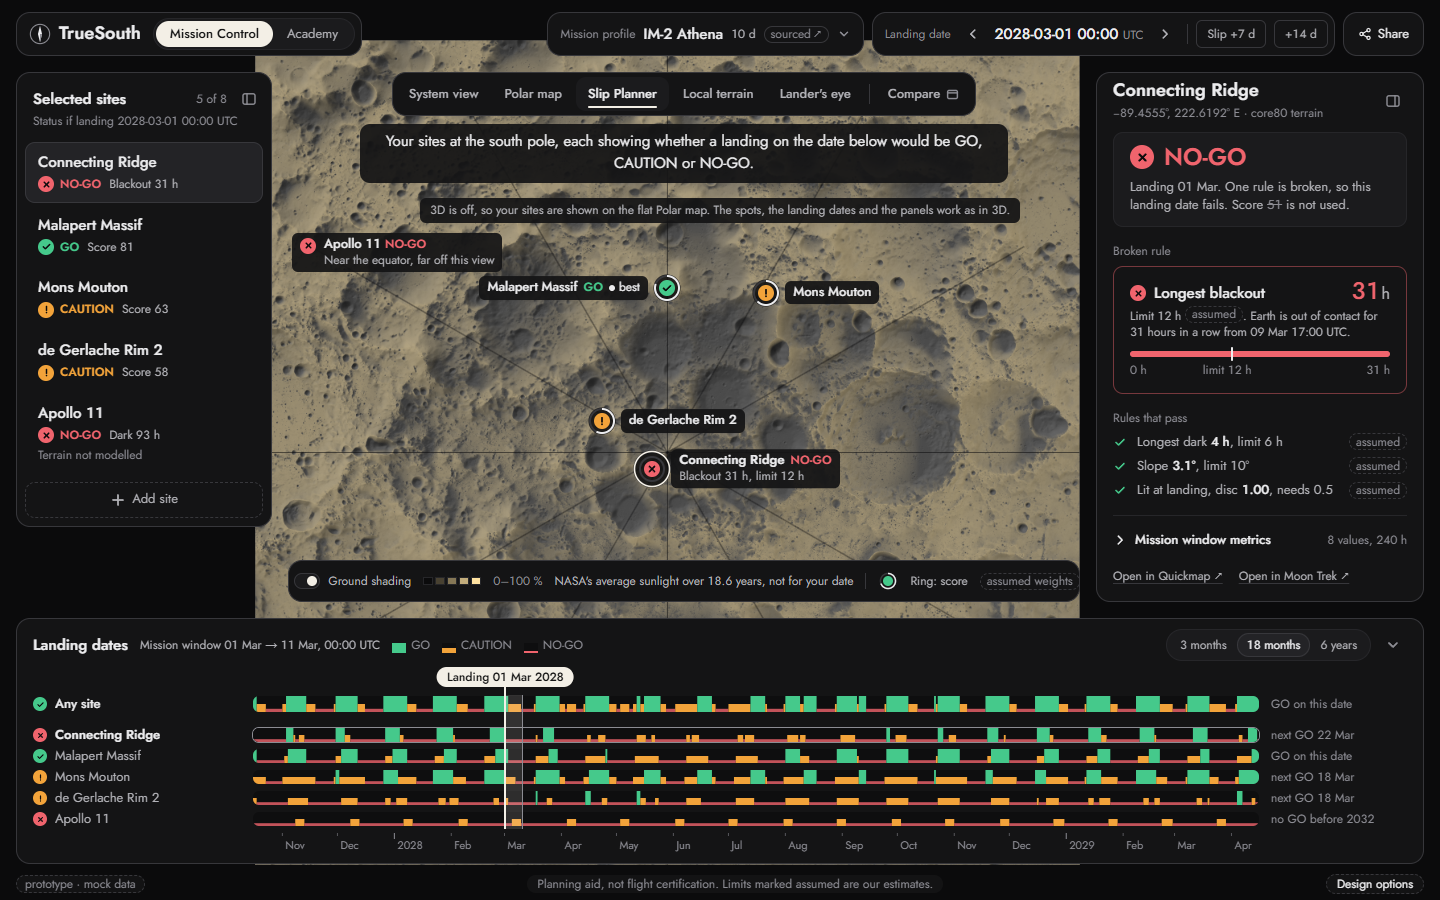 TrueSouth
Mission Control
Academy
Mission profile IM-2 Athena 10 d sourced ↗
Landing date 2028-03-01 00:00 UTC
Slip +7 d
+14 d
Share
Selected sites 5 of 8
Status if landing 2028-03-01 00:00 UTC
Connecting Ridge
NO-GO Blackout 31 h
Malapert Massif
GO Score 81
Mons Mouton
CAUTION Score 63
de Gerlache Rim 2
CAUTION Score 58
Apollo 11
NO-GO Dark 93 h
Terrain not modelled
Add site
System view
Polar map
Slip Planner
Local terrain
Lander's eye
Compare
Your sites at the south pole, each showing whether a landing on the date below would be GO,
CAUTION or NO-GO.
3D is off, so your sites are shown on the flat Polar map. The spots, the landing dates and the panels work as in 3D.
Apollo 11 NO-GO
Near the equator, far off this view
Malapert Massif GO ● best
Mons Mouton
de Gerlache Rim 2
Connecting Ridge NO-GO
Blackout 31 h, limit 12 h
Ground shading 0–100 % NASA's average sunlight over 18.6 years, not for your date
Ring: score assumed weights
Connecting Ridge
−89.4555°, 222.6192° E · core80 terrain
NO-GO
Landing 01 Mar. One rule is broken, so this
landing date fails. Score 51 is not used.
Broken rule
Longest blackout 31 h
Limit 12 h assumed . Earth is out of contact for
31 hours in a row from 09 Mar 17:00 UTC.
0 h limit 12 h 31 h
Rules that pass
Longest dark 4 h, limit 6 h assumed
Slope 3.1°, limit 10° assumed
Lit at landing, disc 1.00, needs 0.5 assumed
Mission window metrics 8 values, 240 h
Open in Quickmap ↗ Open in Moon Trek ↗
Landing dates Mission window 01 Mar → 11 Mar, 00:00 UTC GO CAUTION NO-GO
3 months 18 months 6 years
Landing 01 Mar 2028
Any site GO on this date
Connecting Ridge next GO 22 Mar
Malapert Massif GO on this date
Mons Mouton next GO 18 Mar
de Gerlache Rim 2 next GO 18 Mar
Apollo 11 no GO before 2032
Nov Dec 2028 Feb Mar Apr May Jun Jul Aug Sep Oct Nov Dec 2029 Feb Mar Apr
prototype · mock data
Planning aid, not flight certification. Limits marked assumed are our estimates.
Design options